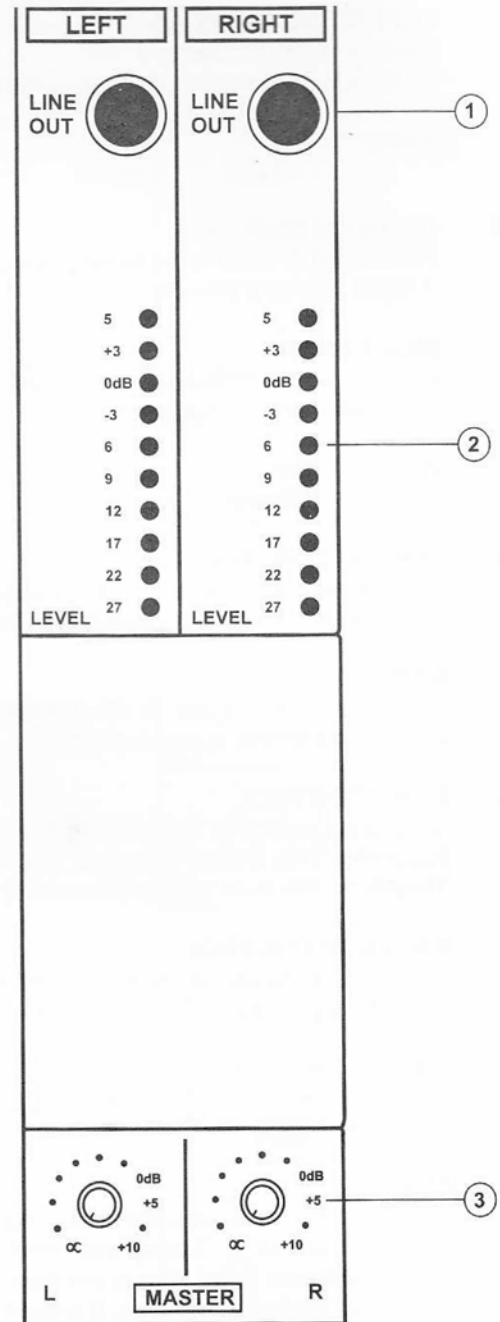 LEFT RIGHT
LINE OUT LINE OUT
1
5 5
+3 +3
0dB 0dB
-3 -3
6 6
2
9 9
12 12
17 17
22 22
27 27
LEVEL LEVEL
0dB 0dB
+5 +5
3
∝ +10 ∝ +10
L MASTER R